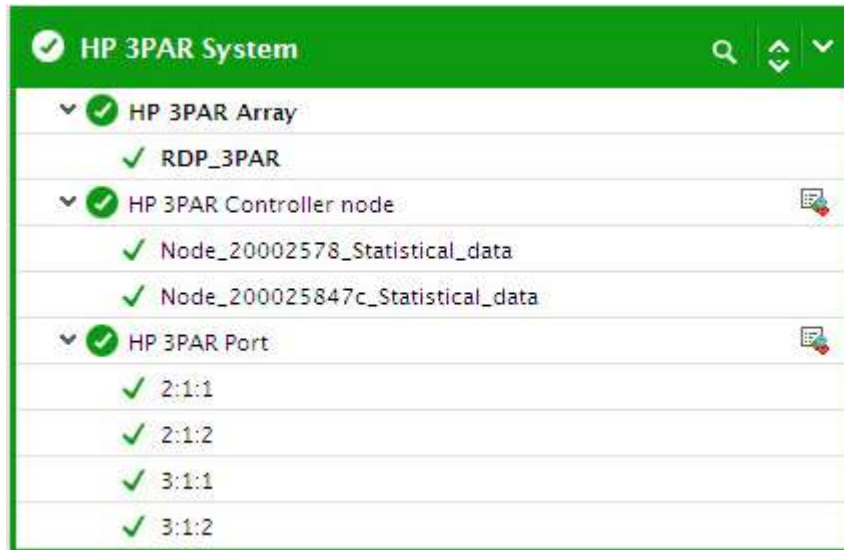 HP 3PAR System
HP 3PAR Array
RDP_3PAR
HP 3PAR Controller node
Node_20002578_Statistical_data
Node_200025847c_Statistical_data
HP 3PAR Port
2:1:1
2:1:2
3:1:1
3:1:2